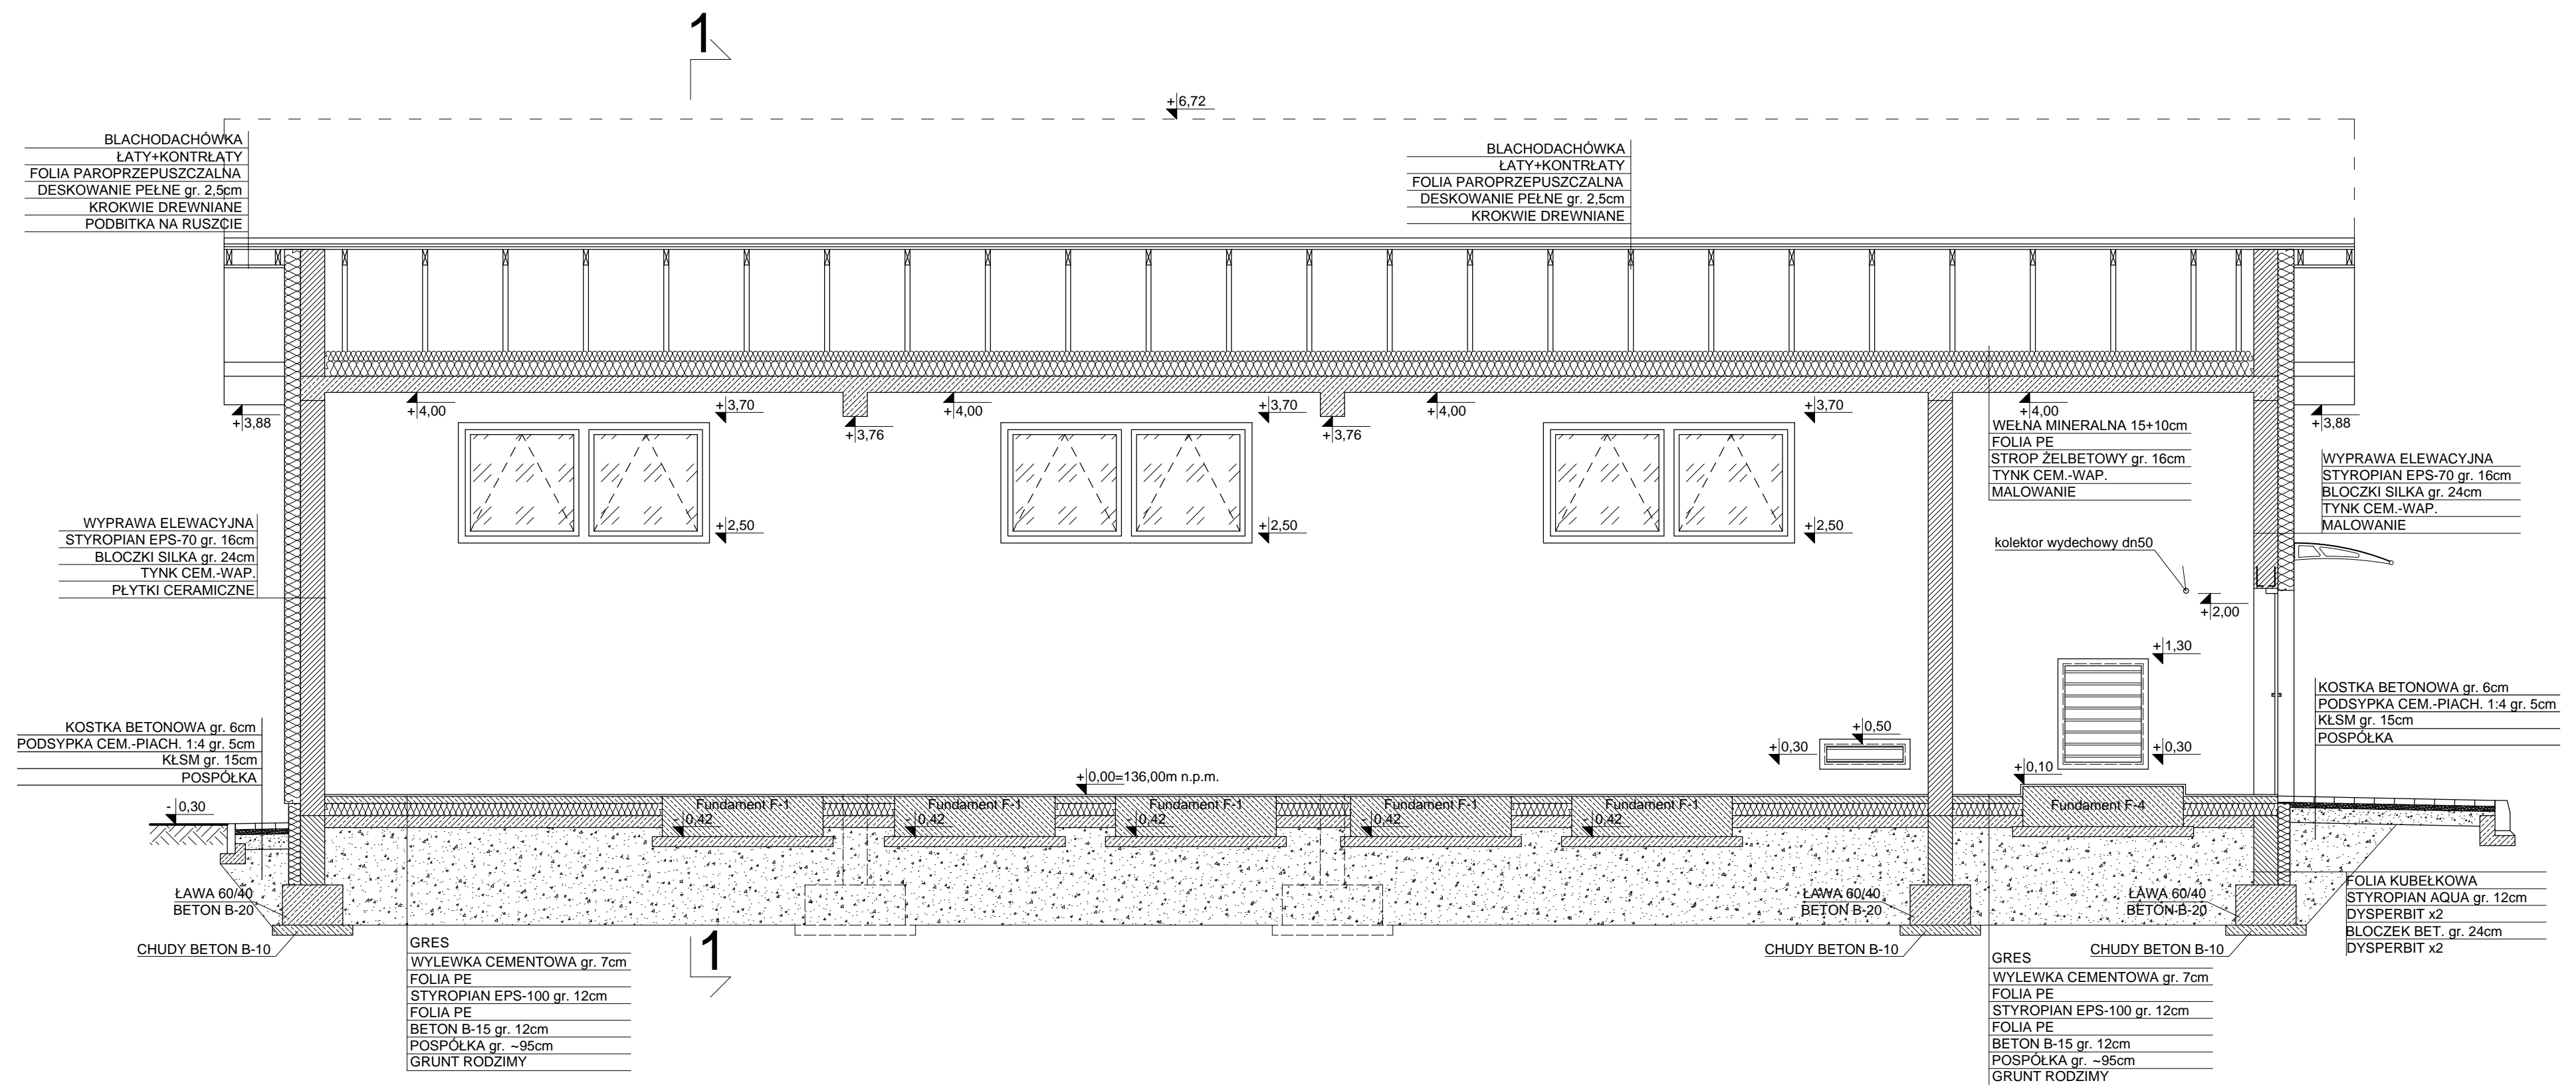 1
+6,72
BLACHODACHÓWKA
ŁATY+KONTRŁATY
FOLIA PAROPRZEPUSZCZALNA
DESKOWANIE PEŁNE gr. 2,5cm
KROKWIE DREWNIANE
PODBITKA NA RUSZCIE
BLACHODACHÓWKA
ŁATY+KONTRŁATY
FOLIA PAROPRZEPUSZCZALNA
DESKOWANIE PEŁNE gr. 2,5cm
KROKWIE DREWNIANE
+3,88
+4,00
+3,70
+3,76
+4,00
+3,70
+3,76
+4,00
+3,70
+4,00
+3,88
WEŁNA MINERALNA 15+10cm
FOLIA PE
STROP ŻELBETOWY gr. 16cm
TYNK CEM.-WAP.
MALOWANIE
WYPRAWA ELEWACYJNA
STYROPIAN EPS-70 gr. 16cm
BLOCZKI SILKA gr. 24cm
TYNK CEM.-WAP.
MALOWANIE
WYPRAWA ELEWACYJNA
STYROPIAN EPS-70 gr. 16cm
BLOCZKI SILKA gr. 24cm
TYNK CEM.-WAP.
PŁYTKI CERAMICZNE
+2,50
+2,50
+2,50
kolektor wydechowy dn50
+2,00
+1,30
KOSTKA BETONOWA gr. 6cm
PODSYPKA CEM.-PIACH. 1:4 gr. 5cm
KŁSM gr. 15cm
POSPÓŁKA
KOSTKA BETONOWA gr. 6cm
PODSYPKA CEM.-PIACH. 1:4 gr. 5cm
KŁSM gr. 15cm
POSPÓŁKA
+0,50
+0,30
+0,30
+0,10
+0,00=136,00m n.p.m.
- 0,30
Fundament F-1
- 0,42
Fundament F-1
- 0,42
Fundament F-1
- 0,42
Fundament F-1
- 0,42
Fundament F-1
- 0,42
Fundament F-4
ŁAWA 60/40
BETON B-20
CHUDY BETON B-10
ŁAWA 60/40
BETON B-20
CHUDY BETON B-10
ŁAWA 60/40
BETON B-20
CHUDY BETON B-10
FOLIA KUBEŁKOWA
STYROPIAN AQUA gr. 12cm
DYSPERBIT x2
BLOCZEK BET. gr. 24cm
DYSPERBIT x2
GRES
WYLEWKA CEMENTOWA gr. 7cm
FOLIA PE
STYROPIAN EPS-100 gr. 12cm
FOLIA PE
BETON B-15 gr. 12cm
POSPÓŁKA gr. ~95cm
GRUNT RODZIMY
1
GRES
WYLEWKA CEMENTOWA gr. 7cm
FOLIA PE
STYROPIAN EPS-100 gr. 12cm
FOLIA PE
BETON B-15 gr. 12cm
POSPÓŁKA gr. ~95cm
GRUNT RODZIMY